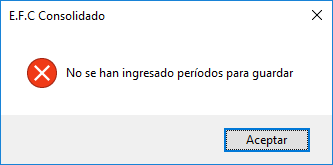 E.F.C Consolidado
No se han ingresado períodos para guardar
Aceptar